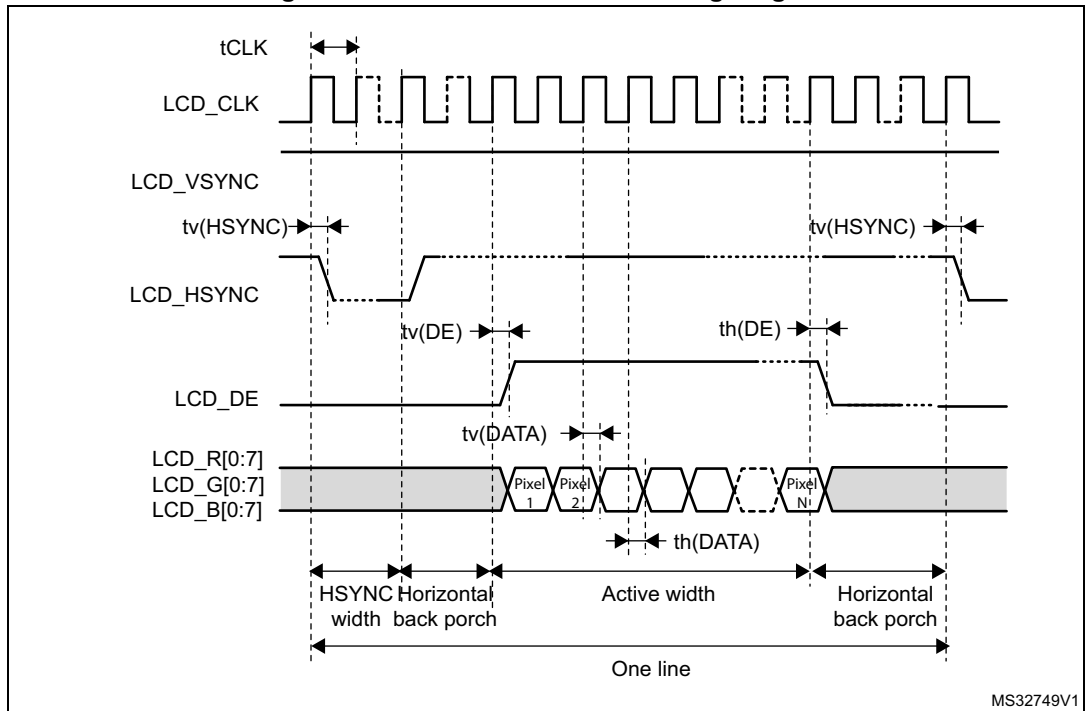 tCLK
LCD_CLK
LCD_VSYNC
tv(HSYNC) tv(HSYNC)
LCD_HSYNC
tv(DE) th(DE)
LCD_DE
tv(DATA)
LCD_R[0:7]
LCD_G[0:7]
LCD_B[0:7]
Pixel 1
Pixel 2
Pixel N
th(DATA)
HSYNC width
Horizontal back porch
Active width
Horizontal back porch
One line
MS32749V1